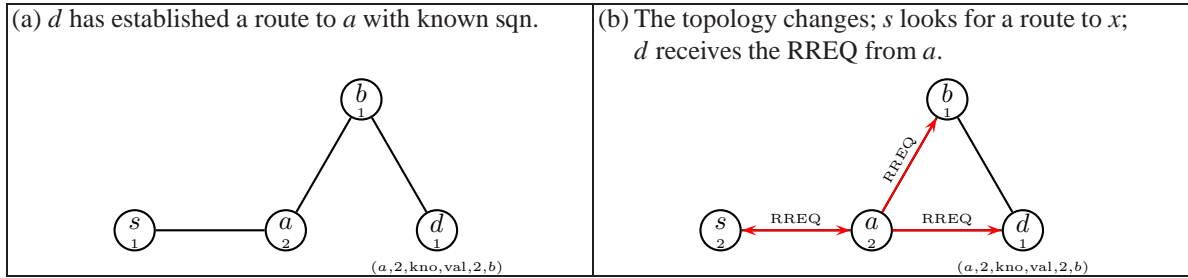 (a) d has established a route to a with known sqn.
b
1
s
1
a
2
d
1
(a,2,kno,val,2,b)
(b) The topology changes; s looks for a route to x;
d receives the RREQ from a.
b
1
RREQ
s
2
RREQ
a
2
RREQ
d
1
(a,2,kno,val,2,b)